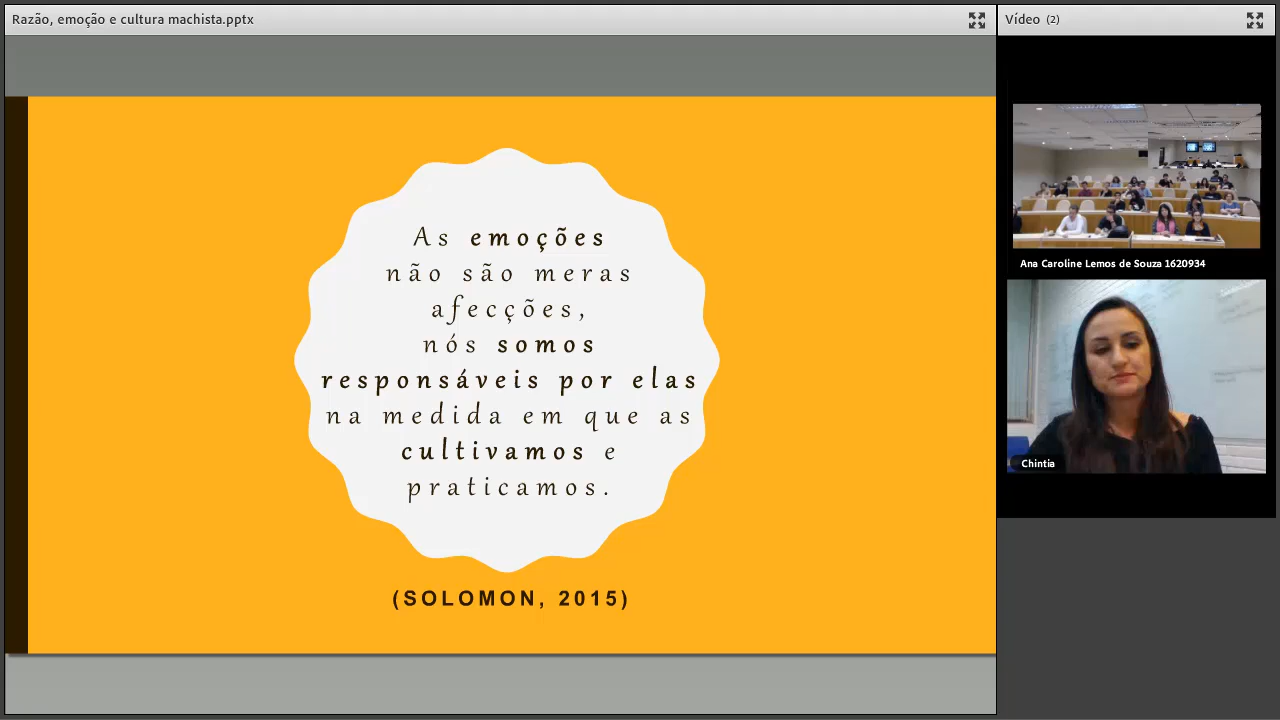 Razão, emoção e cultura machista.pptx
Vídeo (2)
As emoções
não são meras
afecções,
nós somos
responsáveis por elas
na medida em que as
cultivamos e
praticamos.
(SOLOMON, 2015)
Ana Caroline Lemos de Souza 1620934
Chintia